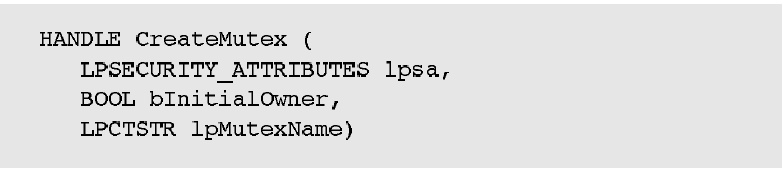 HANDLE CreateMutex (
LPSECURITY_ATTRIBUTES lpsa,
BOOL bInitialOwner,
LPCTSTR lpMutexName)